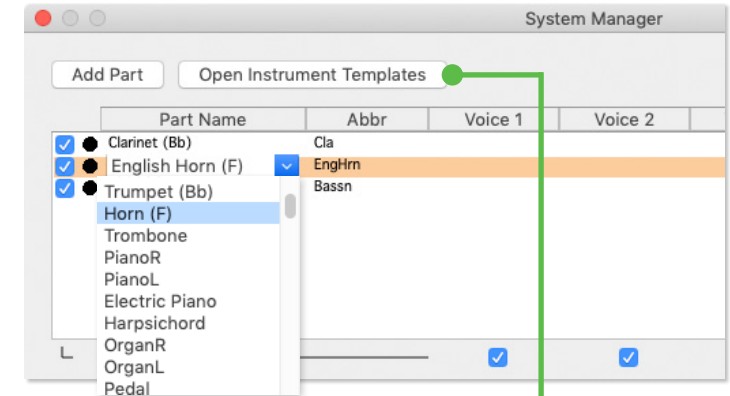 System Manager
Add Part Open Instrument Templates
Part Name Abbr Voice 1 Voice 2
Clarinet (Bb) Cla
English Horn (F) EngHrn
Trumpet (Bb) Bassn
Horn (F)
Trombone
PianoR
PianoL
Electric Piano
Harpsichord
OrganR
OrganL
Pedal